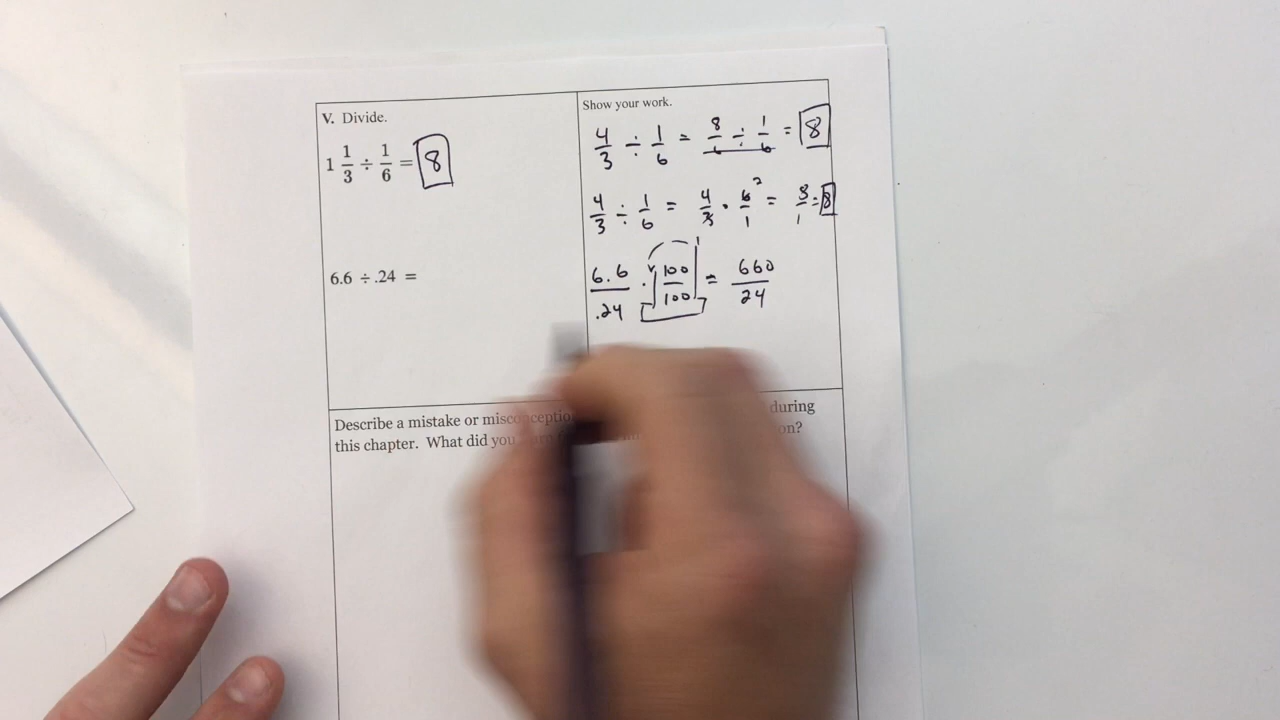 V. Divide.
1 1/3 ÷ 1/6 = 8
6.6 ÷ .24 =
Show your work.
4/3 ÷ 1/6 = 8/6 ÷ 1/6 = 8
4/3 ÷ 1/6 = 4/3 · 6/1 2 = 8/1 = 8
6.6/.24 · 100/100 1 = 660/24
Describe a mistake or misconception during
this chapter. What did you